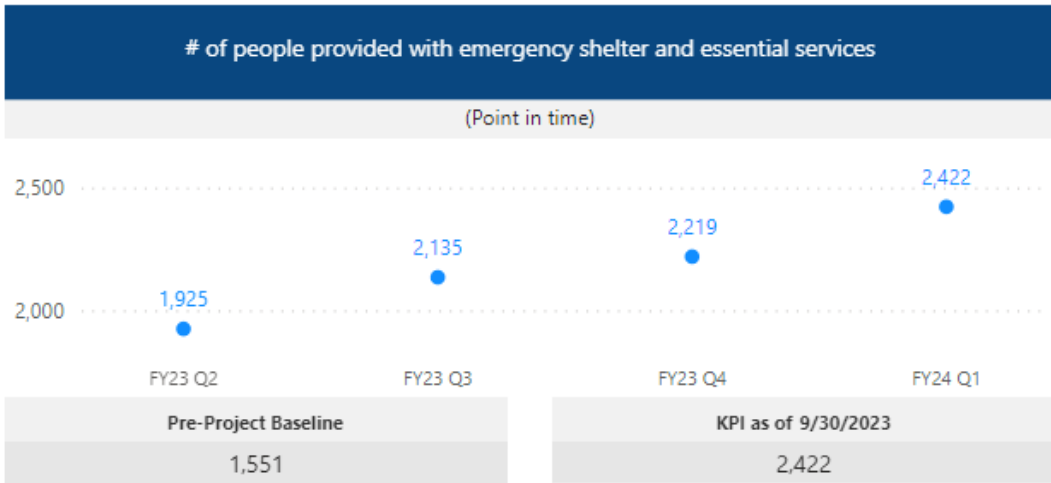 # of people provided with emergency shelter and essential services
(Point in time)
2,500
2,422
2,219
2,135
2,000
1,925
FY23 Q2 FY23 Q3 FY23 Q4 FY24 Q1
Pre-Project Baseline KPI as of 9/30/2023
1,551 2,422